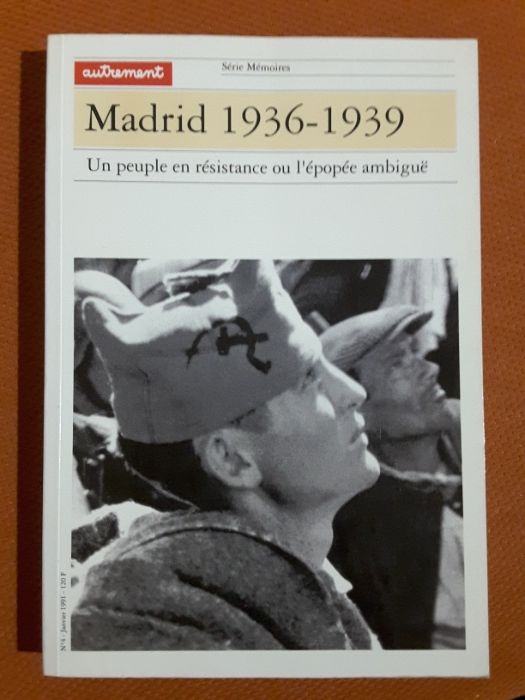 autrement
Série Mémoires
Madrid 1936-1939
Un peuple en résistance ou l'épopée ambiguë
N°4 - Janvier 1991 - 120 F